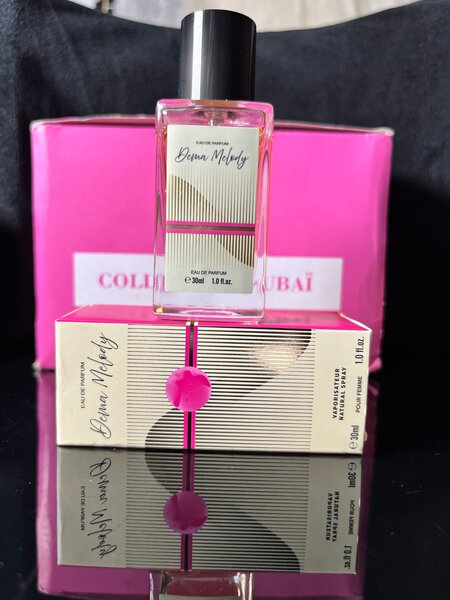 EAU DE PARFUM
Dema Melody
EAU DE PARFUM
℮ 30ml 1.0 fl.oz.
COLL UBAÏ
EAU DE PARFUM
Dema Melody
VAPORISATEUR
NATURAL SPRAY
POUR FEMME
℮ 30ml 1.0 fl.oz.